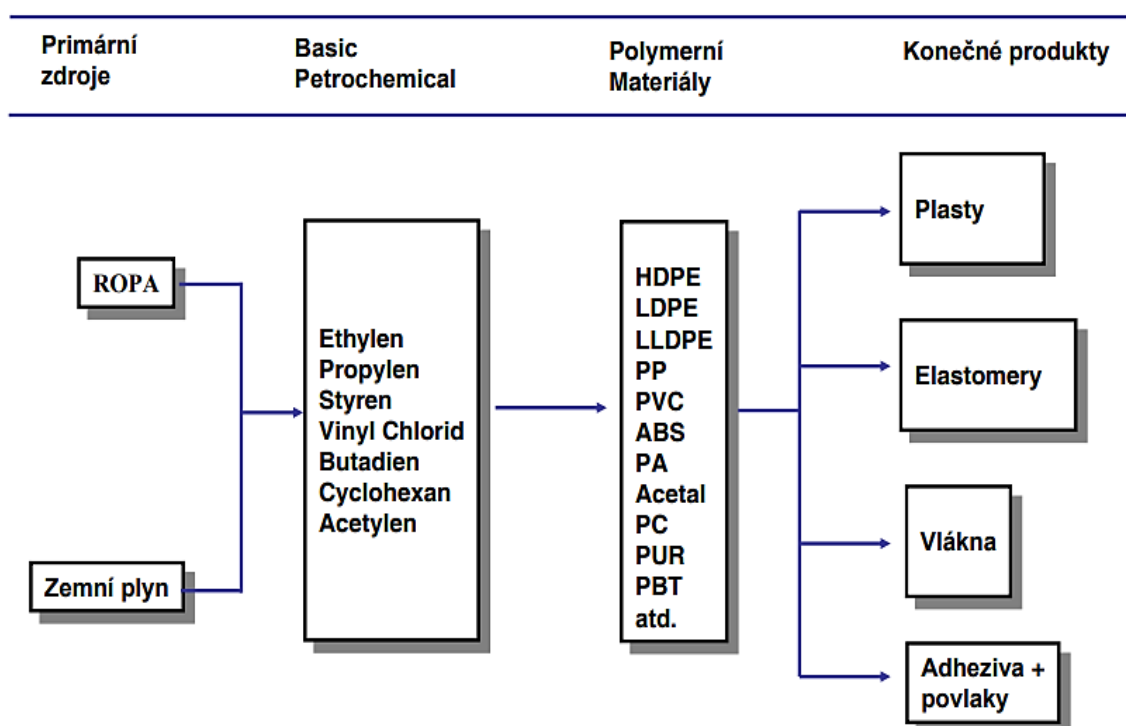 Primární
zdroje
Basic
Petrochemical
Polymerní
Materiály
Konečné produkty
ROPA
Zemní plyn
Ethylen
Propylen
Styren
Vinyl Chlorid
Butadien
Cyclohexan
Acetylen
HDPE
LDPE
LLDPE
PP
PVC
ABS
PA
Acetal
PC
PUR
PBT
atd.
Plasty
Elastomery
Vlákna
Adheziva +
povlaky